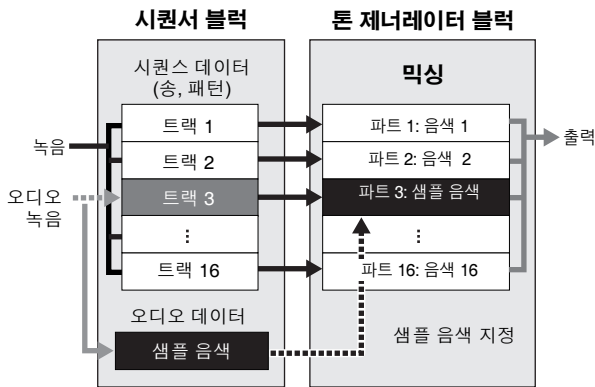 시퀀서 블럭
톤 제너레이터 블럭
시퀀스 데이터
(송, 패턴)
믹싱
녹음
오디오
녹음
트랙 1
트랙 2
트랙 3
⋮
트랙 16
파트 1: 음색 1
파트 2: 음색 2
파트 3: 샘플 음색
⋮
파트 16: 음색 16
출력
오디오 데이터
샘플 음색
샘플 음색 지정